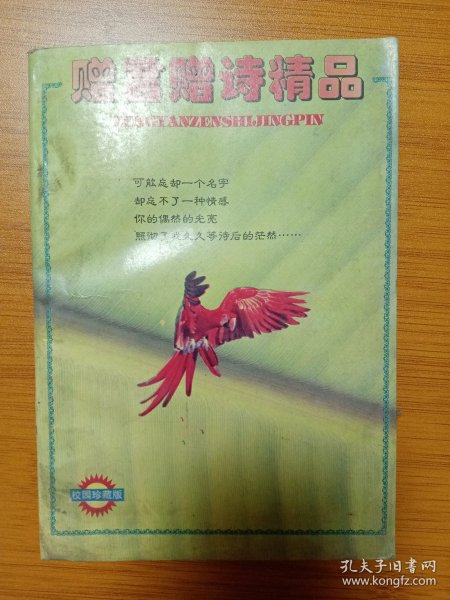 赠言赠诗精品
ZENGYANZENSHIJINGPIN
可能忘却一个名字
却忘不了一种情感
你的偶然的光亮
照彻了我久久等待后的茫然……
校园珍藏版
孔夫子旧书网
www.kongfz.com